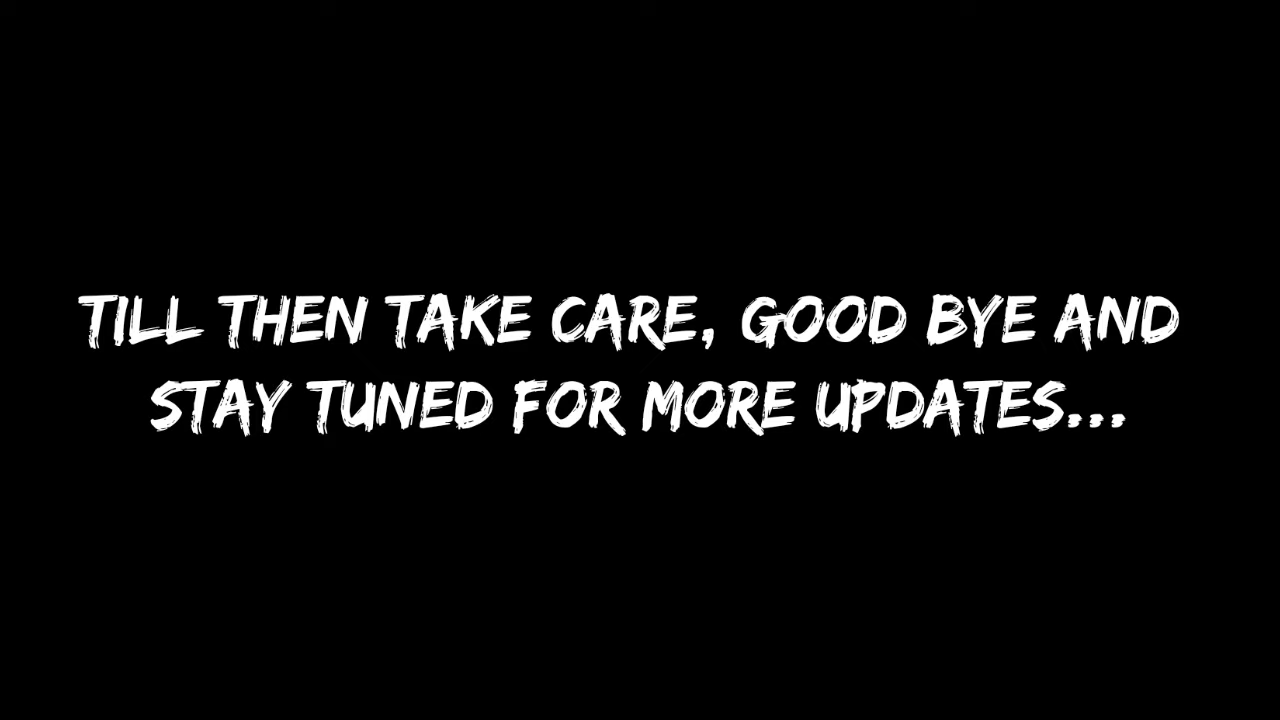 TILL THEN TAKE CARE, GOOD BYE AND
STAY TUNED FOR MORE UPDATES...